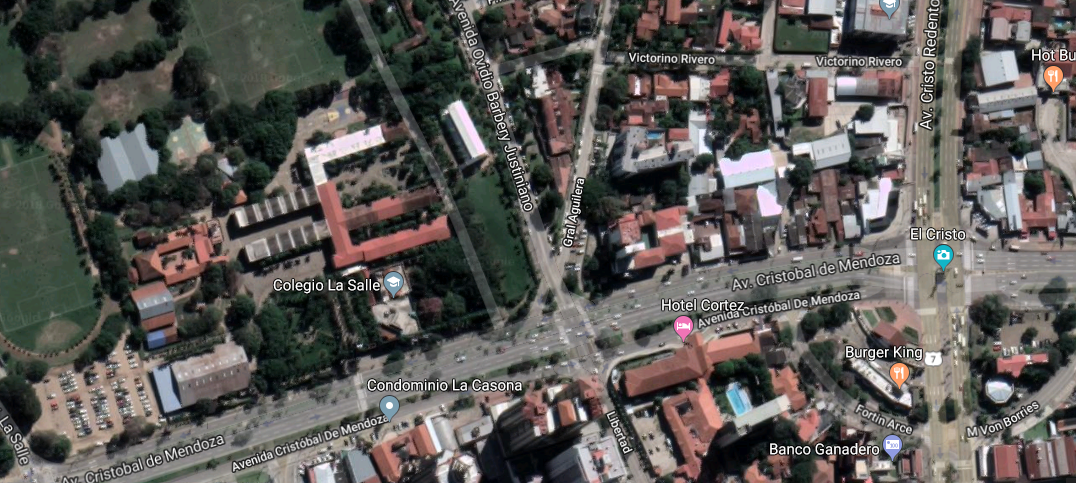 Avenida Ovidio Barbery Justiniano
Victorino Rivero
Victorino Rivero
Av. Cristo Redento
Hot Bu
Gral Aguilera
El Cristo
Av. Cristobal de Mendoza
Colegio La Salle
Hotel Cortez
Avenida Cristóbal De Mendoza
Burger King
7
Condominio La Casona
Fortin Arce
M Von Borries
Libertad
La Salle
Avenida Cristóbal De Mendoza
Av. Cristobal de Mendoza
Banco Ganadero